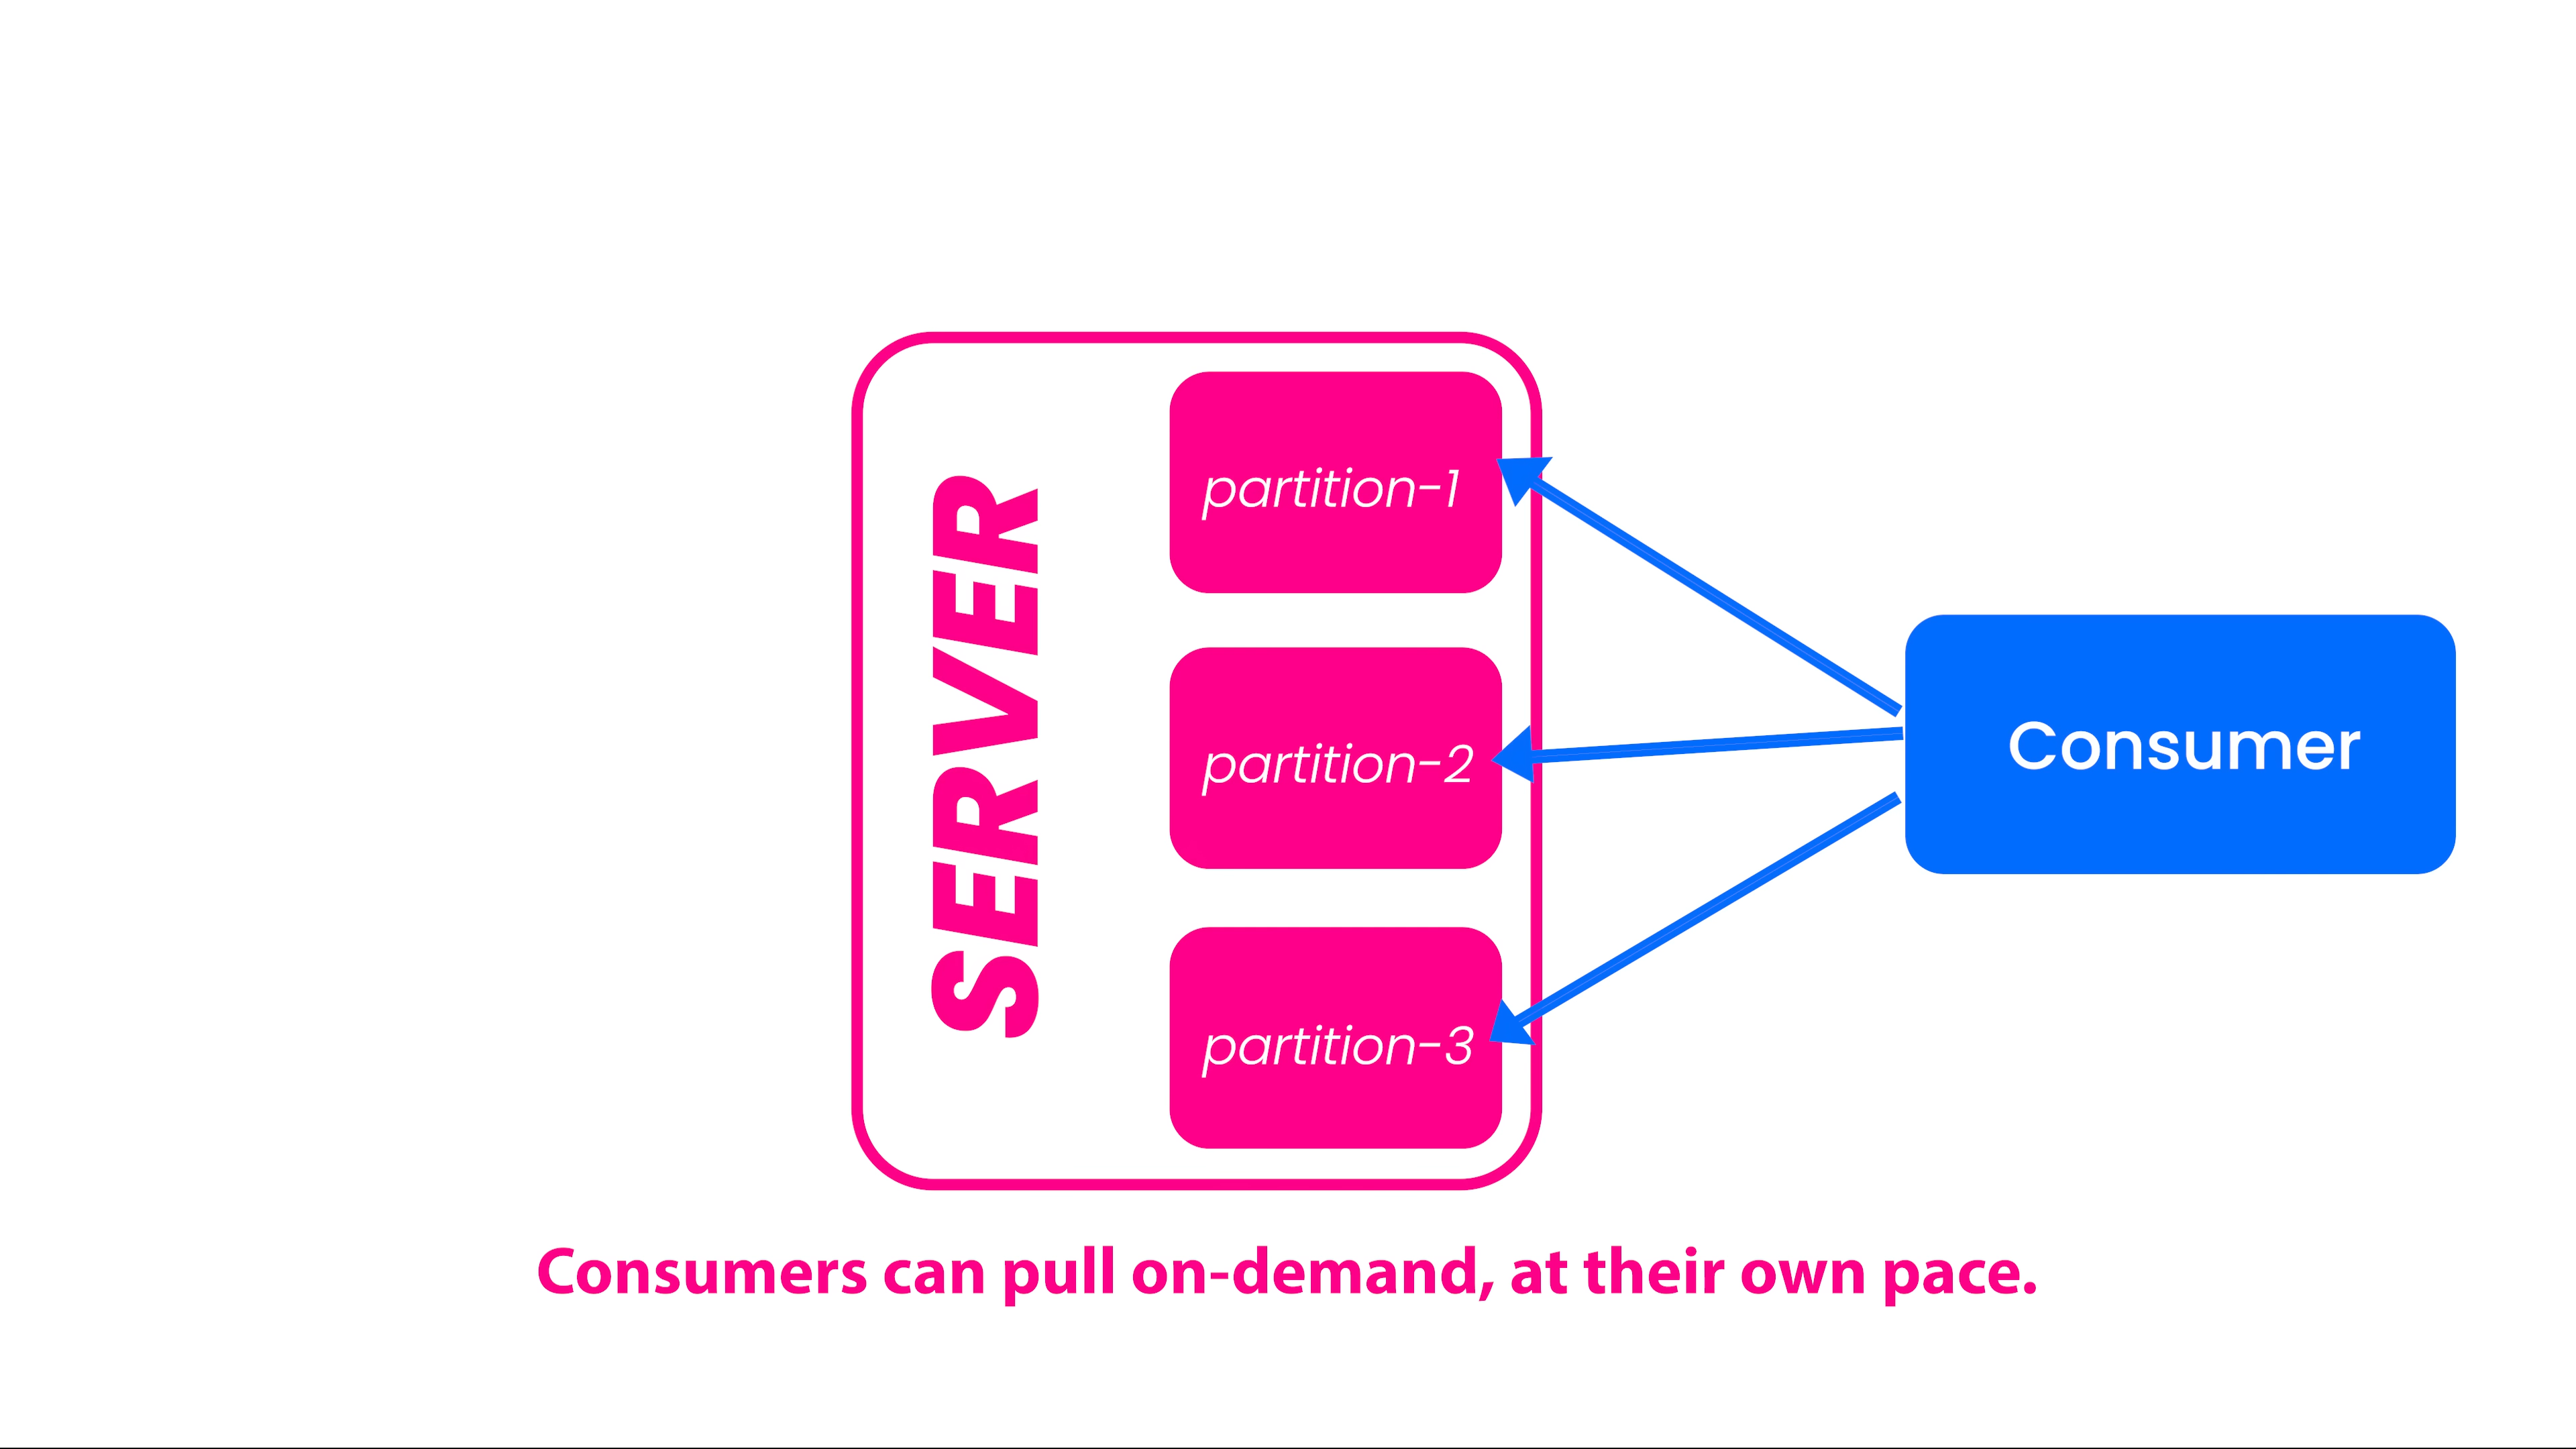 SERVER
partition-1
partition-2
partition-3
Consumer
Consumers can pull on-demand, at their own pace.